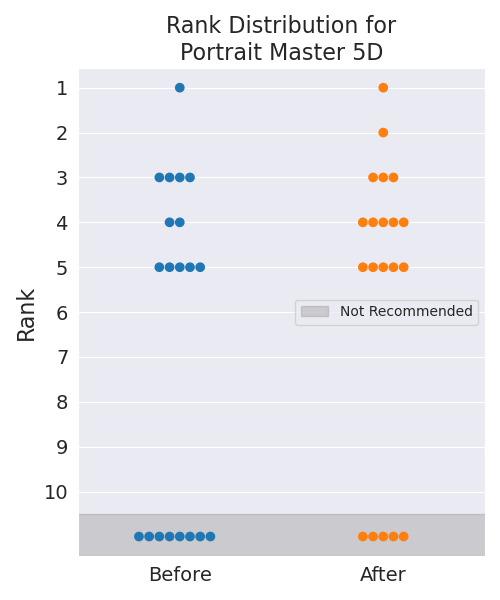 Rank Distribution for
Portrait Master 5D
Rank
1
2
3
4
5
6
7
8
9
10
Not Recommended
Before
After